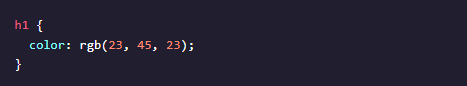 h1 {
  color: rgb(23, 45, 23);
}